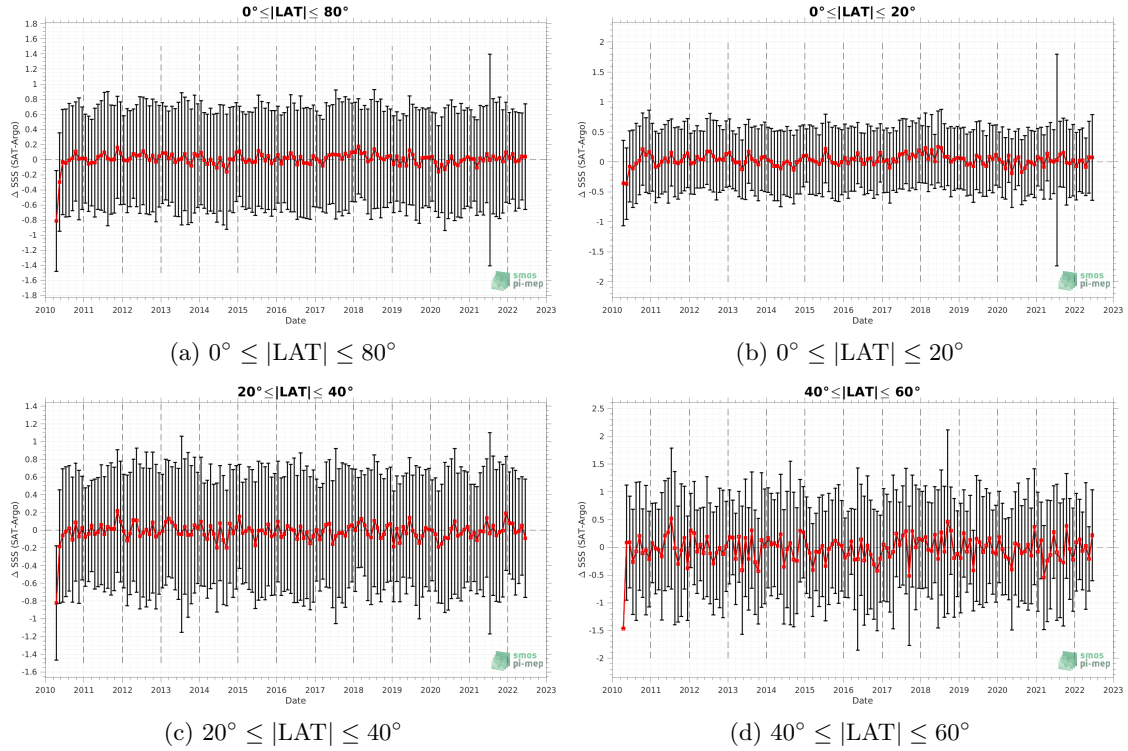 0°≤|LAT|≤ 80°
1.8
1.6
1.4
1.2
1
0.8
0.6
0.4
0.2
0
-0.2
-0.4
-0.6
-0.8
-1
-1.2
-1.4
-1.6
-1.8
Δ SSS (SAT-Argo)
2010 2011 2012 2013 2014 2015 2016 2017 2018 2019 2020 2021 2022 2023
Date
smos
pi-mep
(a) 0° ≤ |LAT| ≤ 80°
0°≤|LAT|≤ 20°
2
1.5
1
0.5
0
-0.5
-1
-1.5
-2
Δ SSS (SAT-Argo)
2010 2011 2012 2013 2014 2015 2016 2017 2018 2019 2020 2021 2022 2023
Date
smos
pi-mep
(b) 0° ≤ |LAT| ≤ 20°
20°≤|LAT|≤ 40°
1.4
1.2
1
0.8
0.6
0.4
0.2
0
-0.2
-0.4
-0.6
-0.8
-1
-1.2
-1.4
-1.6
Δ SSS (SAT-Argo)
2010 2011 2012 2013 2014 2015 2016 2017 2018 2019 2020 2021 2022 2023
Date
smos
pi-mep
(c) 20° ≤ |LAT| ≤ 40°
40°≤|LAT|≤ 60°
2.5
2
1.5
1
0.5
0
-0.5
-1
-1.5
-2
Δ SSS (SAT-Argo)
2010 2011 2012 2013 2014 2015 2016 2017 2018 2019 2020 2021 2022 2023
Date
smos
pi-mep
(d) 40° ≤ |LAT| ≤ 60°